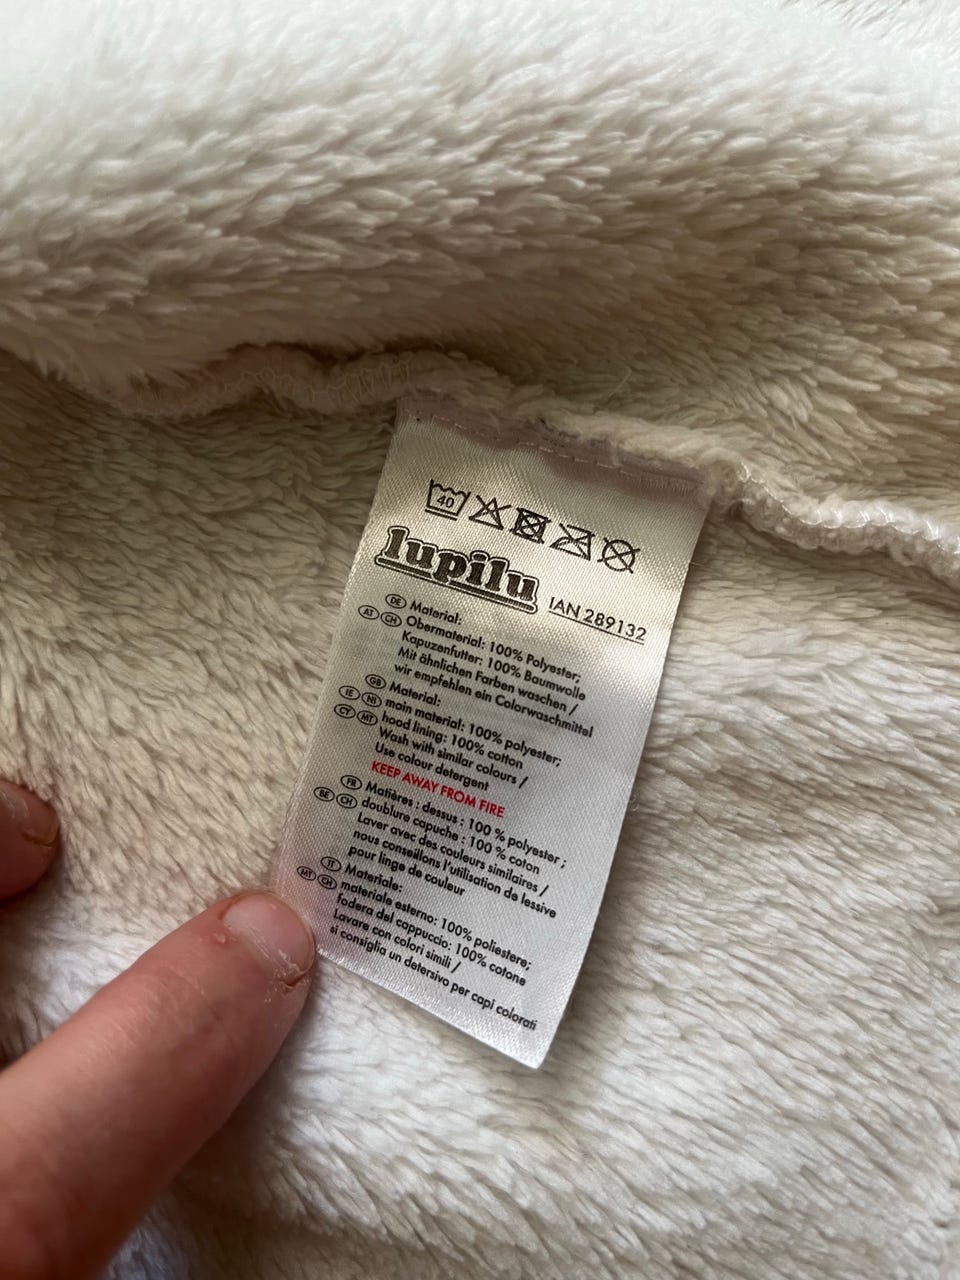 40
lupilu
IAN 289132
DE Material:
AT CH Obermaterial: 100% Polyester;
Kapuzenfutter: 100% Baumwolle
Mit ähnlichen Farben waschen /
wir empfehlen ein Colorwaschmittel
GB Material:
IE NI main material: 100% polyester;
CY MT hood lining: 100% cotton
Wash with similar colours /
Use colour detergent
KEEP AWAY FROM FIRE
FR Matières : dessus : 100 % polyester ;
BE CH doublure capuche : 100 % coton
Laver avec des couleurs similaires /
nous conseillons l'utilisation de lessive
pour linge de couleur
IT Materiale:
MT CH materiale esterno: 100% poliestere;
fodera del cappuccio: 100% cotone
Lavare con colori simili /
si consiglia un detersivo per capi colorati